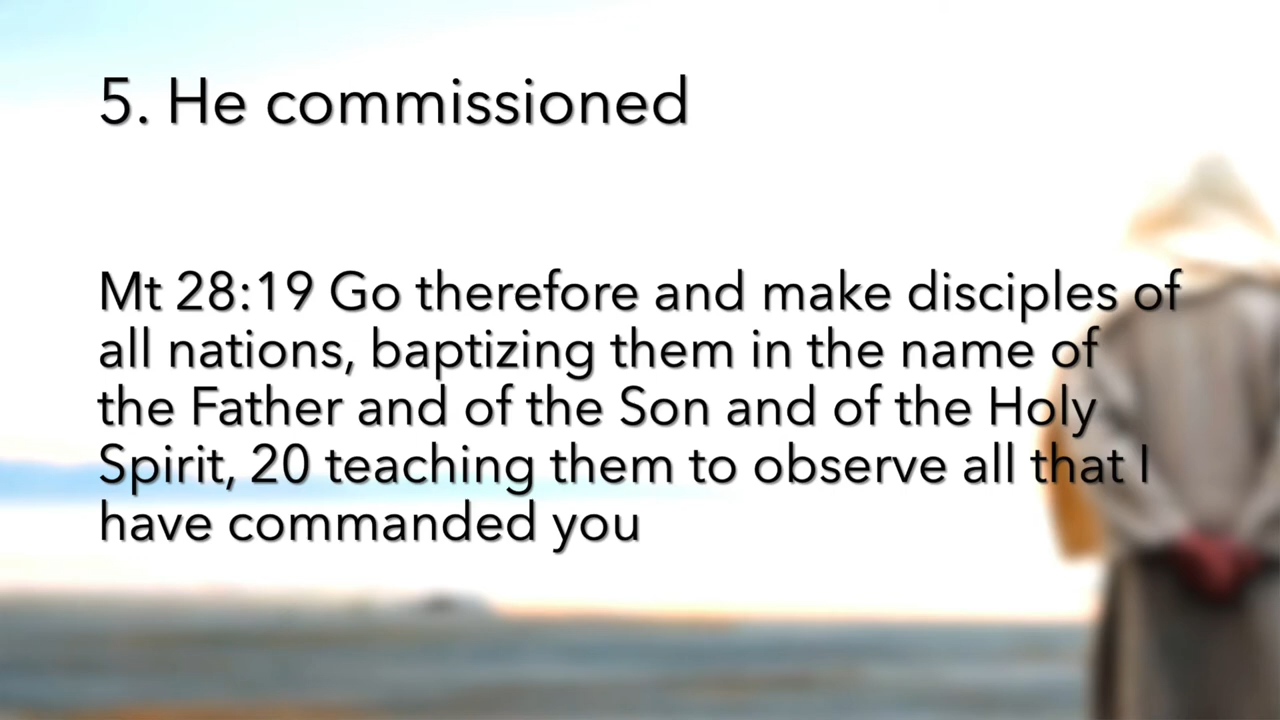 5. He commissioned
Mt 28:19 Go therefore and make disciples of
all nations, baptizing them in the name of
the Father and of the Son and of the Holy
Spirit, 20 teaching them to observe all that I
have commanded you